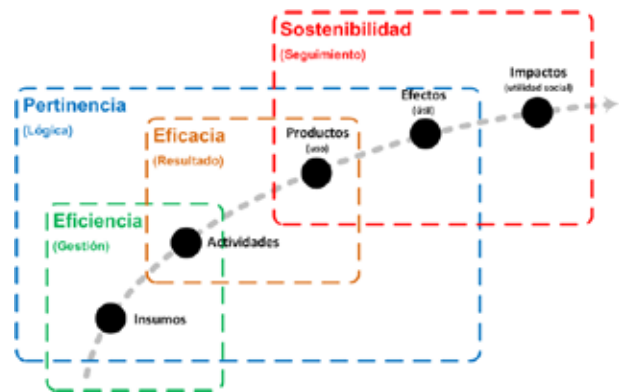 Sostenibilidad
(Seguimiento)
Impactos
(utilidad social)
Efectos
(útil)
Pertinencia
(Lógica)
Eficacia
(Resultado)
Productos
(uso)
Eficiencia
(Gestión)
Actividades
Insumos